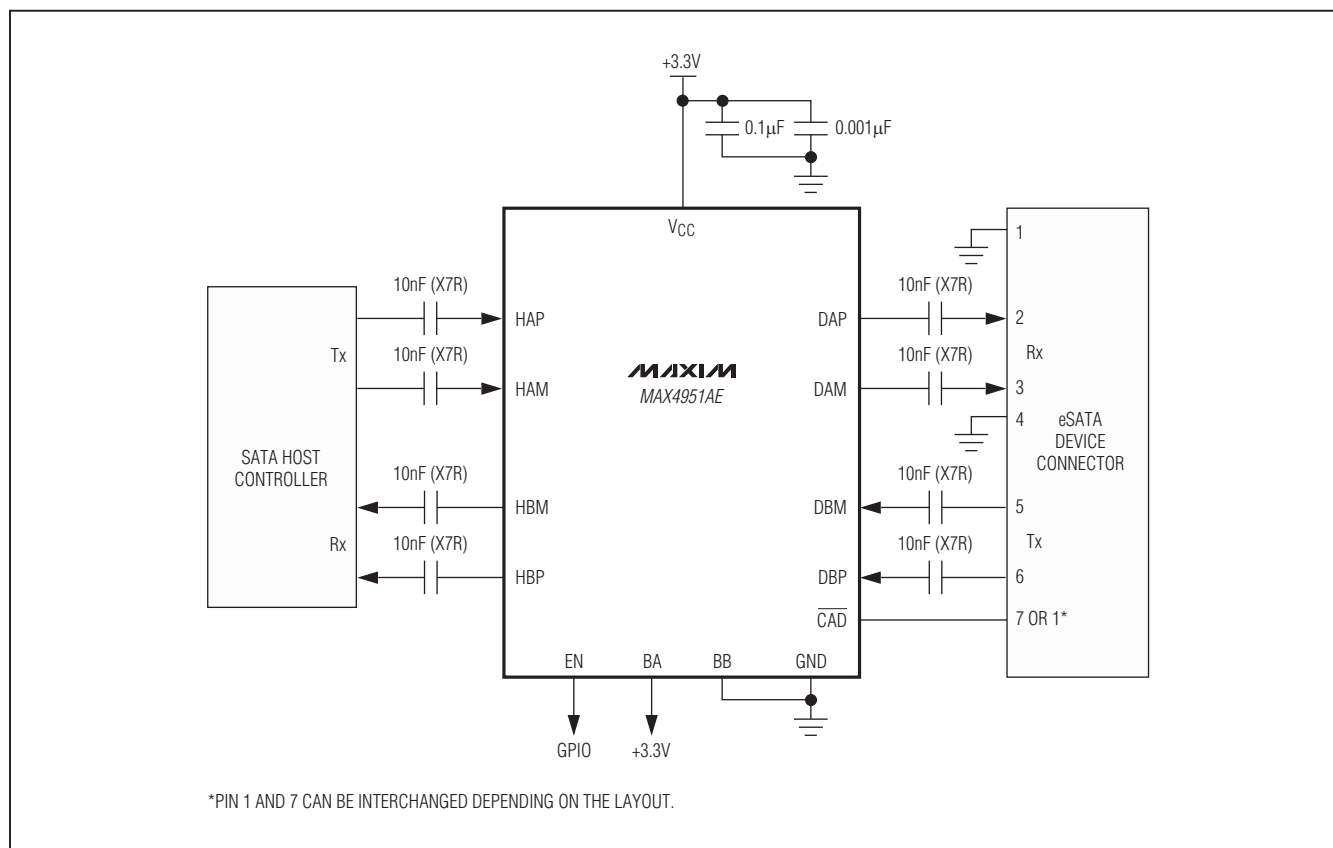 +3.3V
0.1µF
0.001µF
VCC
1
10nF (X7R)
10nF (X7R)
HAP
DAP
2
Tx
10nF (X7R)
MAXIM
10nF (X7R)
Rx
HAM
MAX4951AE
DAM
3
4
SATA HOST
CONTROLLER
eSATA
DEVICE
CONNECTOR
10nF (X7R)
10nF (X7R)
HBM
DBM
5
Rx
10nF (X7R)
10nF (X7R)
Tx
HBP
DBP
6
CAD
7 OR 1*
EN
BA
BB
GND
GPIO
+3.3V
*PIN 1 AND 7 CAN BE INTERCHANGED DEPENDING ON THE LAYOUT.